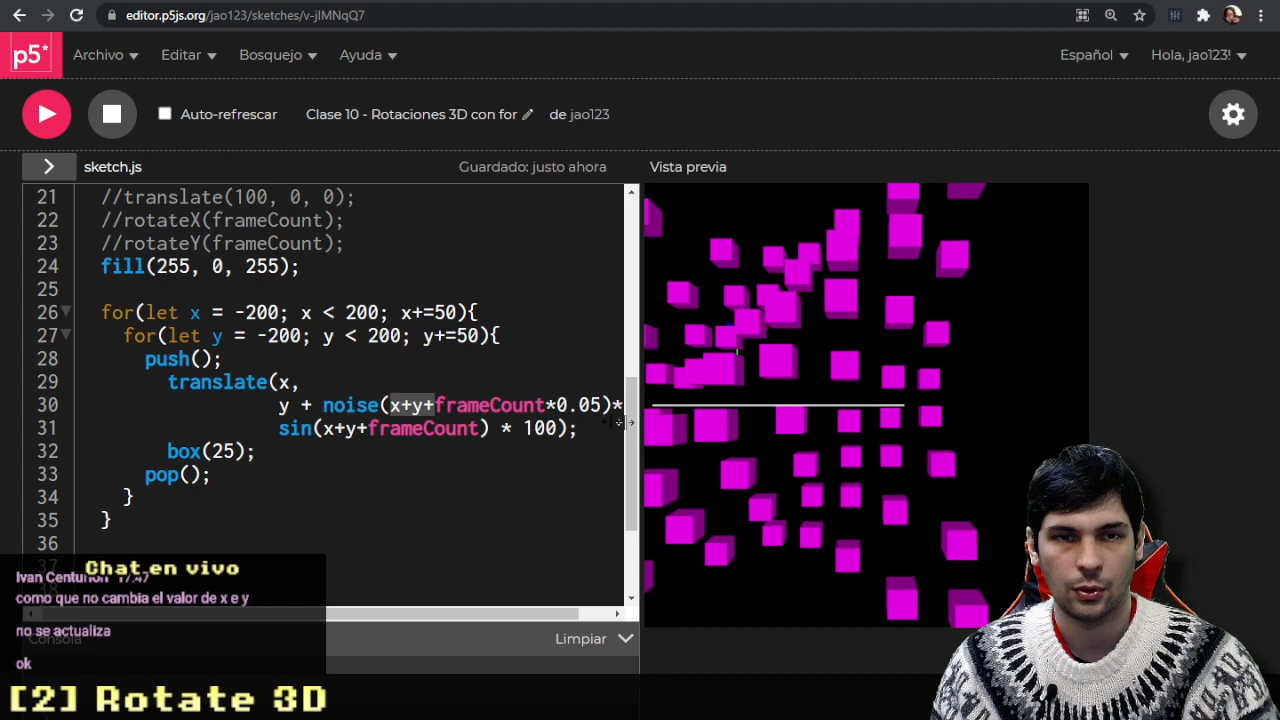 editor.p5js.org/jao123/sketches/v-jIMNqQ7
p5*
Archivo
Editar
Bosquejo
Ayuda
Español
Hola, jao123!
Auto-refrescar
Clase 10 - Rotaciones 3D con for
de jao123
sketch.js
Guardado: justo ahora
Vista previa
21 //translate(100, 0, 0);
22 //rotateX(frameCount);
23 //rotateY(frameCount);
24 fill(255, 0, 255);
25
26 for(let x = -200; x < 200; x+=50){
27 for(let y = -200; y < 200; y+=50){
28 push();
29 translate(x,
30 y + noise(x+y+frameCount*0.05)*
31 sin(x+y+frameCount) * 100);
32 box(25);
33 pop();
34 }
35 }
36
37
Chat en vivo
Ivan Centurion 17:47
como que no cambia el valor de x e y
no se actualiza
ok
Consola
Limpiar
[2] Rotate 3D